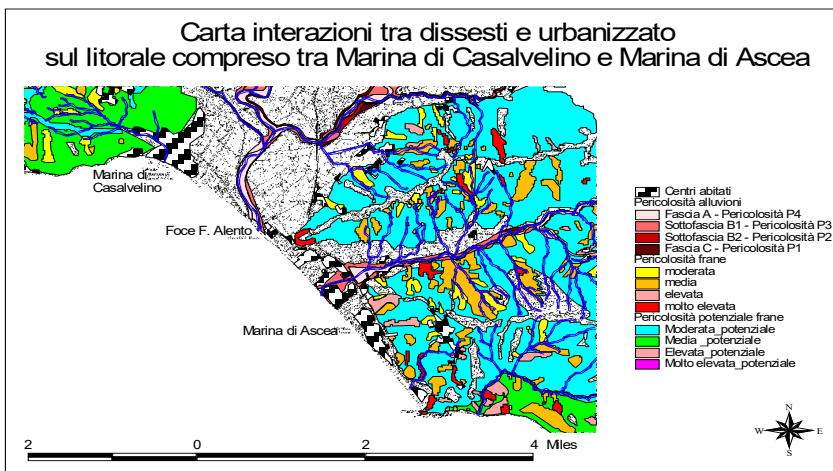 Carta interazioni tra dissesti e urbanizzato
sul litorale compreso tra Marina di Casalvelino e Marina di Ascea
Marina di
Casalvelino
Foce F. Alento
Marina di Ascea
Centri abitati
Pericolosità alluvioni
Fascia A - Pericolosità P4
Sottofascia B1 - Pericolosità P3
Sottofascia B2 - Pericolosità P2
Fascia C - Pericolosità P1
Pericolosità frane
moderata
media
elevata
molto elevata
Pericolosità potenziale frane
Moderata_potenziale
Media _potenziale
Elevata_potenziale
Molto elevata_potenziale
N
W E
S
2 0 2 4 Miles